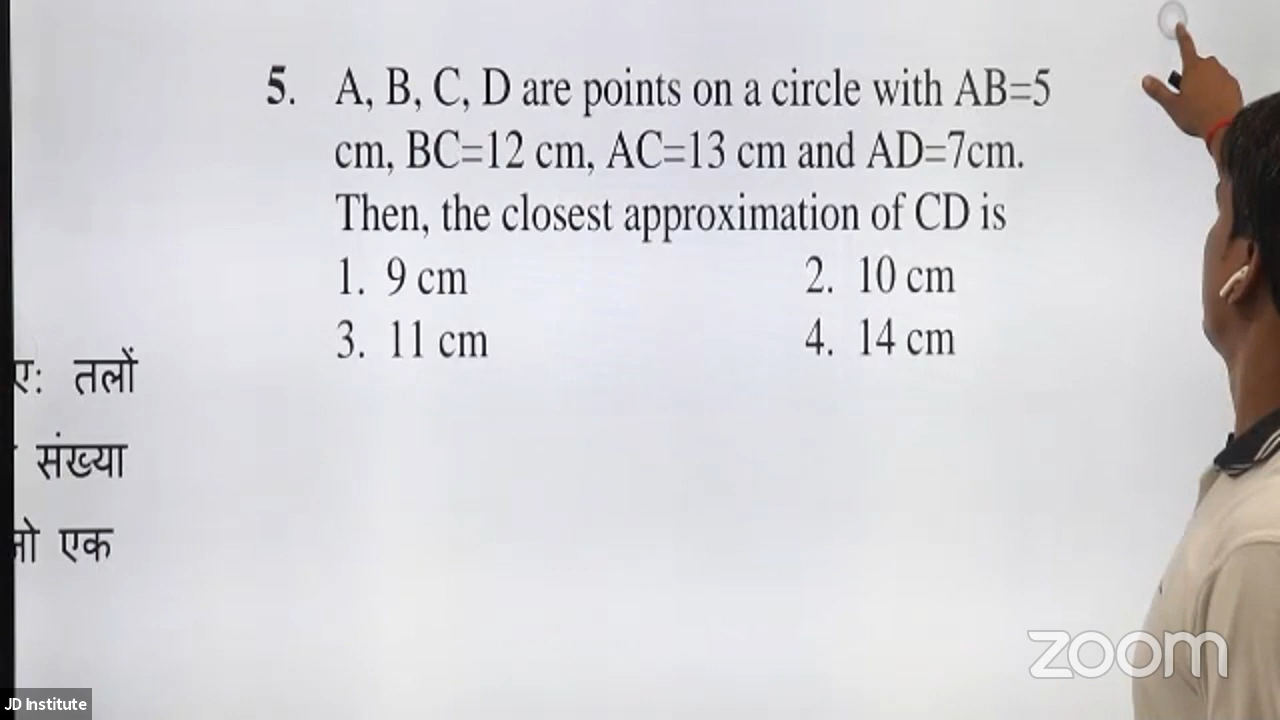 5. A, B, C, D are points on a circle with AB=5
cm, BC=12 cm, AC=13 cm and AD=7cm.
Then, the closest approximation of CD is
1. 9 cm 2. 10 cm
3. 11 cm 4. 14 cm
तलों
संख्या
एक
zoom
JD Institute